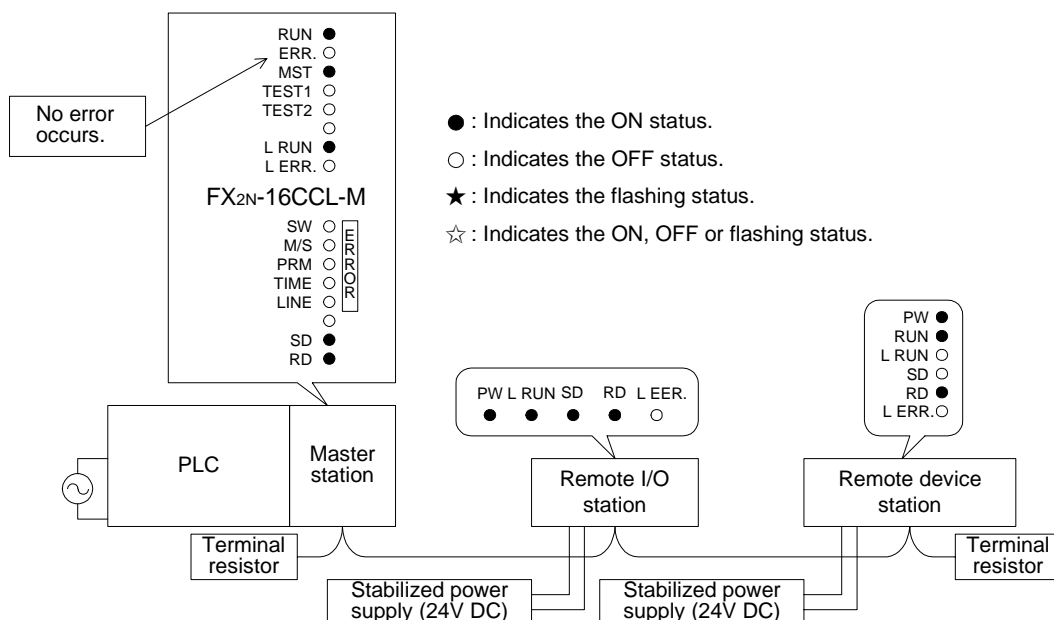 RUN ●
ERR. ○
MST ●
TEST1 ○
TEST2 ○
○
L RUN ●
L ERR. ○
FX2N-16CCL-M
SW ○
M/S ○
PRM ○
TIME ○
LINE ○
○
SD ●
RD ●
ERROR
No error
occurs.
● : Indicates the ON status.
○ : Indicates the OFF status.
★ : Indicates the flashing status.
☆ : Indicates the ON, OFF or flashing status.
PW L RUN SD RD L EER.
PW ●
RUN ●
L RUN ○
SD ○
RD ●
L ERR. ○
PLC
Master
station
Remote I/O
station
Remote device
station
Terminal
resistor
Stabilized power
supply (24V DC)
Stabilized power
supply (24V DC)
Terminal
resistor